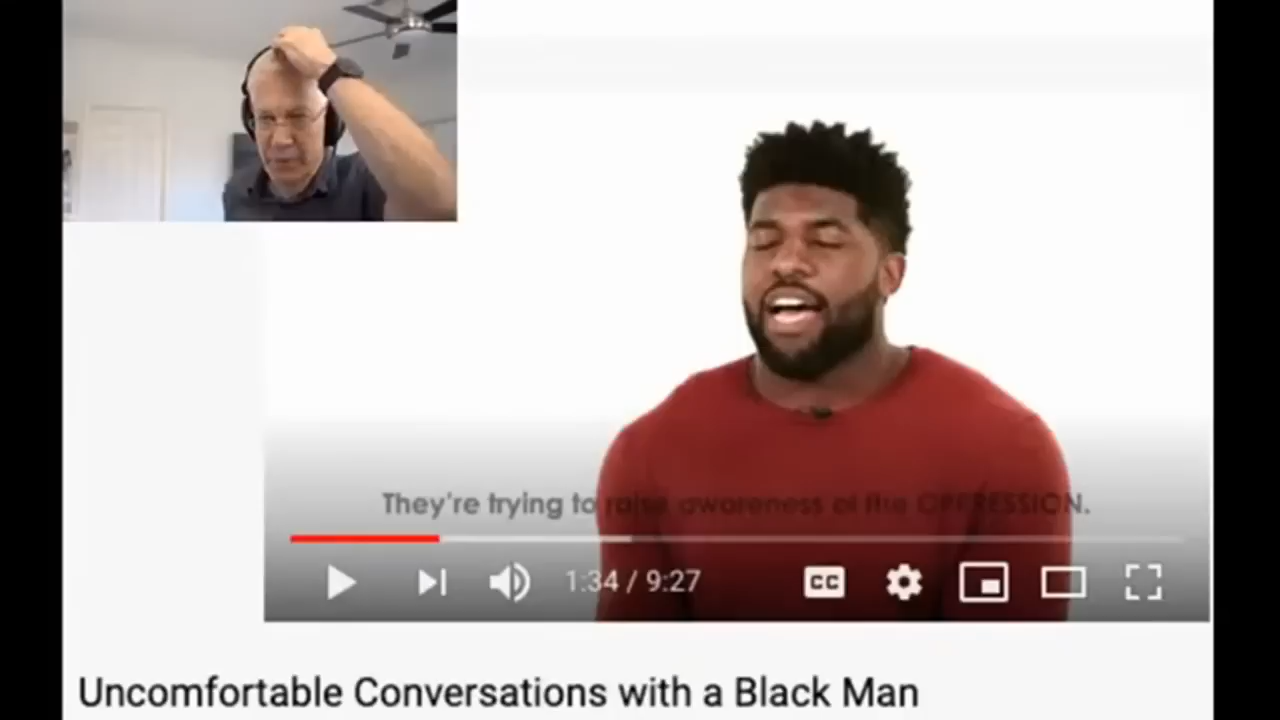 They're trying to raise awareness of the OPPRESSION.
1:34 / 9:27
CC
Uncomfortable Conversations with a Black Man